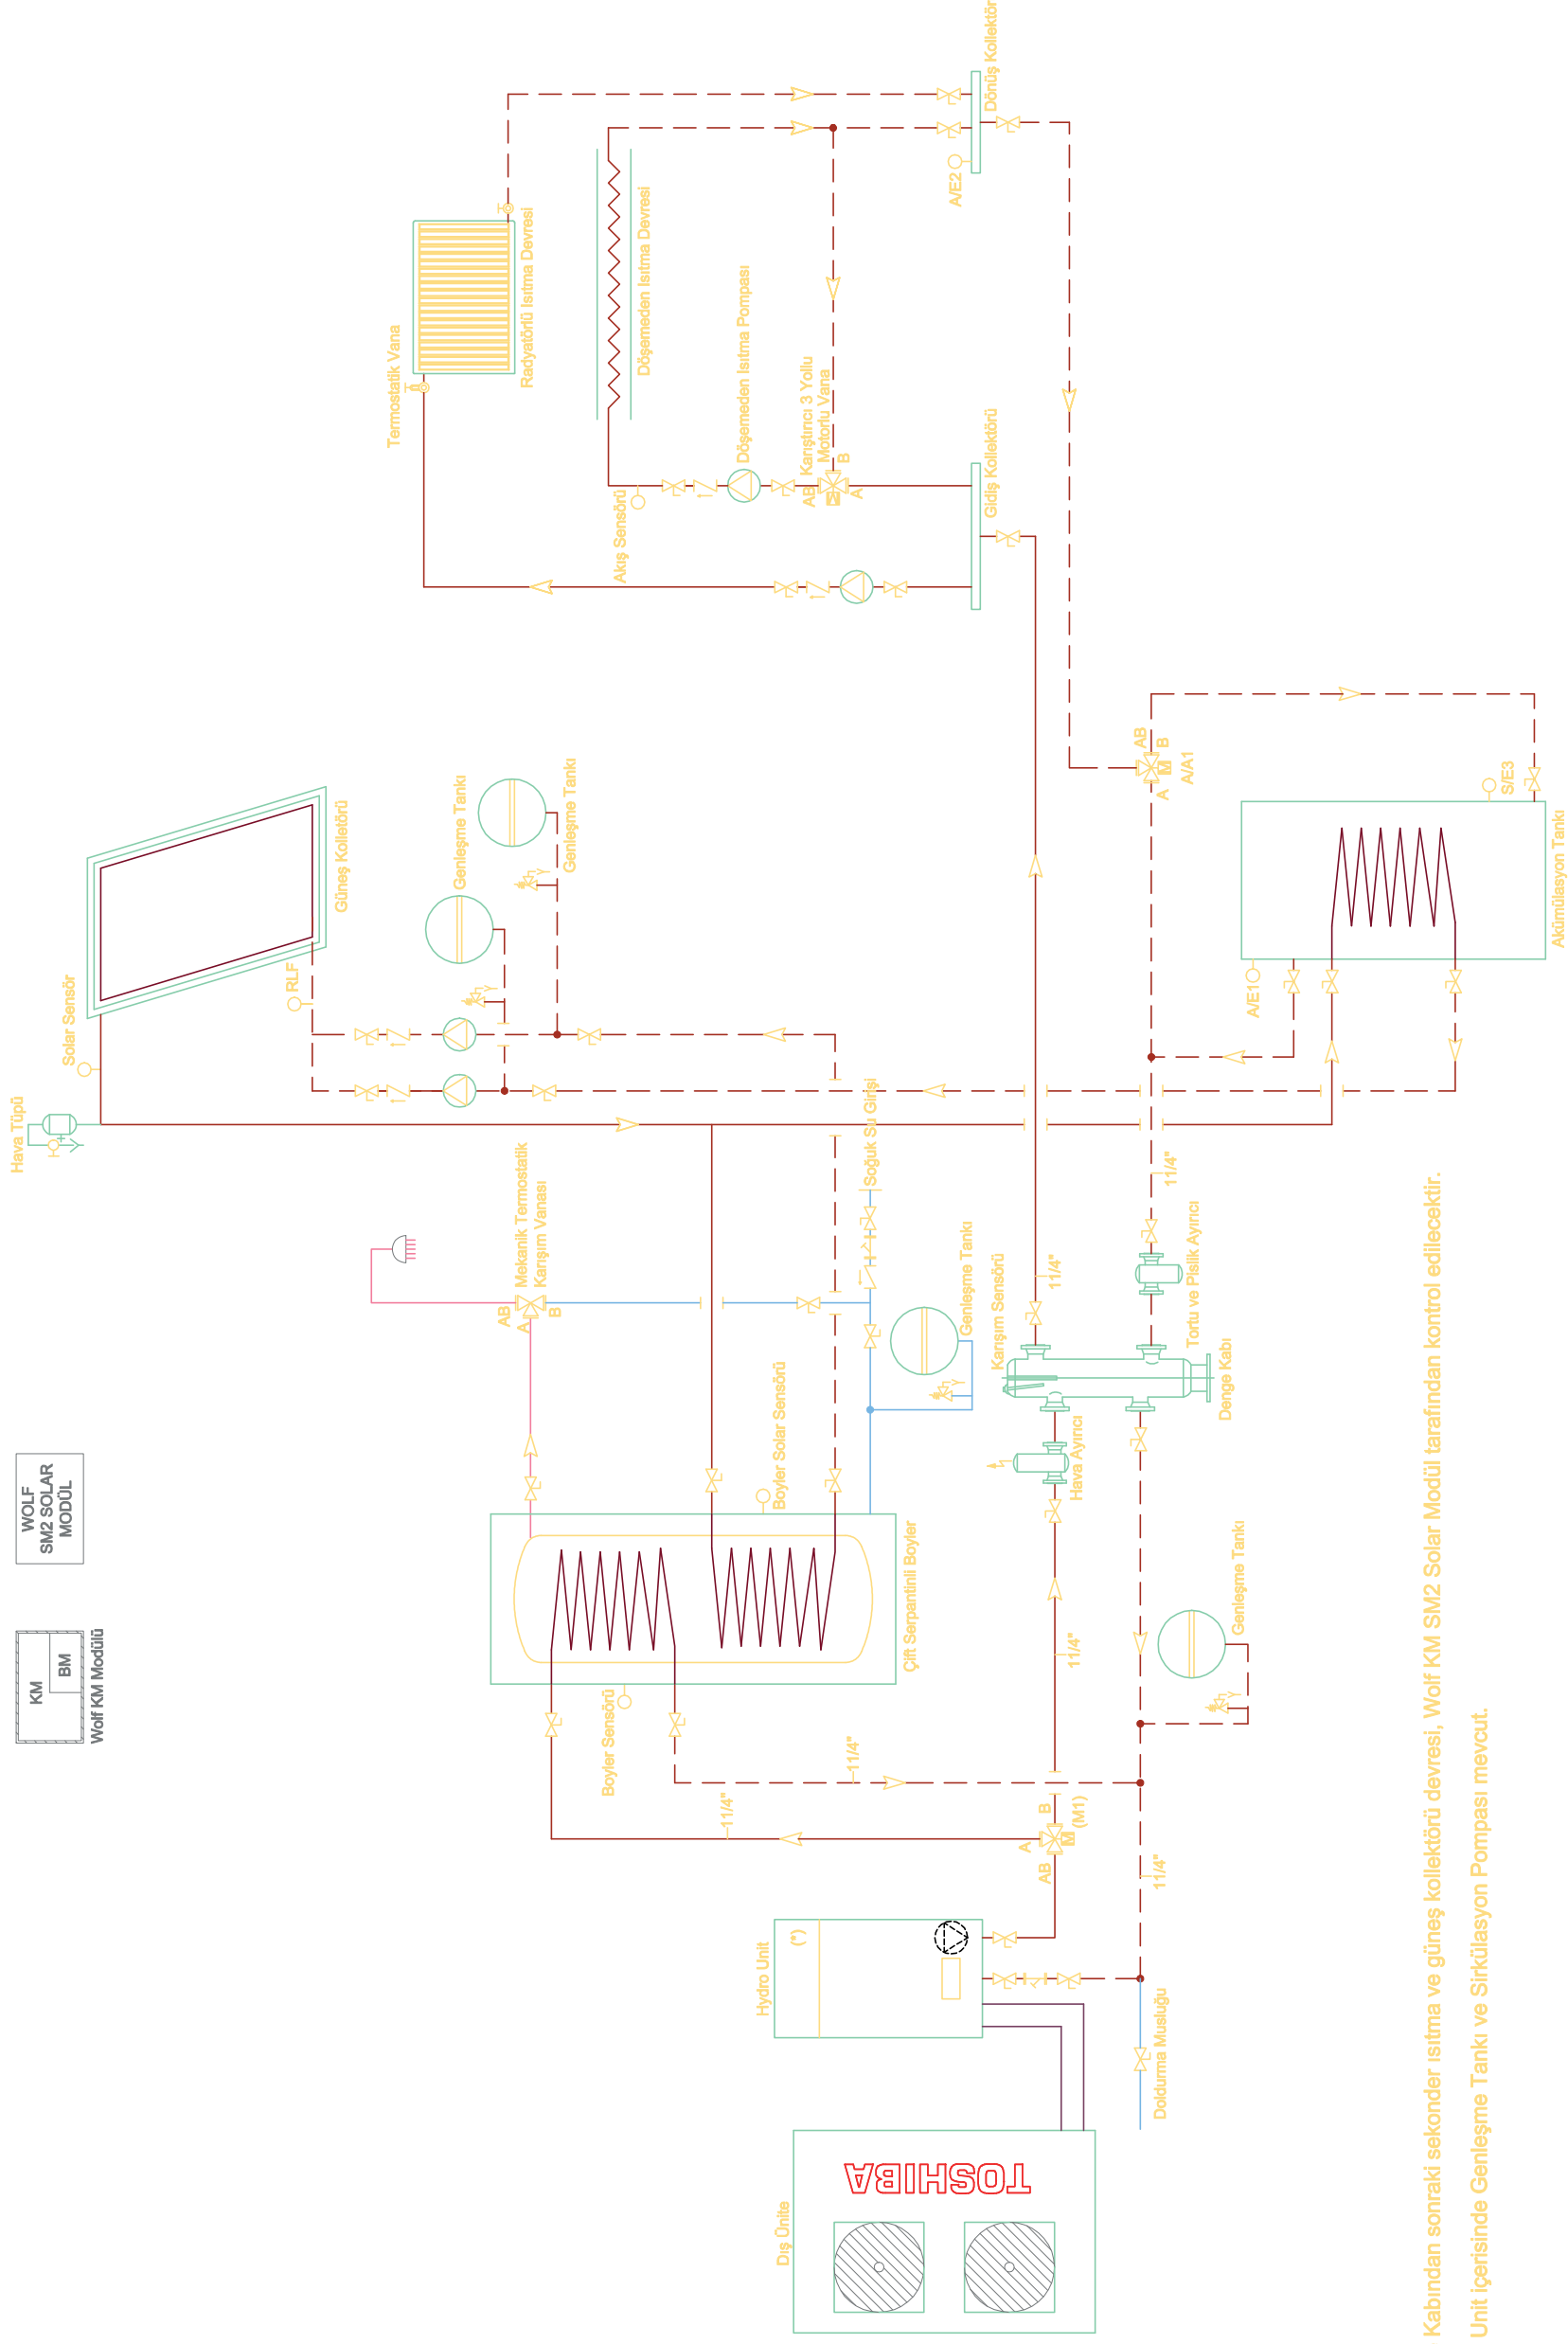 WOLF
SM2 SOLAR
MODÜL
KM
BM
Wolf KM Modülü
Hava Tüpü
Solar Sensör
RLF
Güneş Kolletörü
Genleşme Tankı
Genleşme Tankı
Termostatik Vana
Radyatörlü Isıtma Devresi
Döşemeden Isıtma Devresi
Döşemeden Isıtma Pompası
Akış Sensörü
Karıştırıcı 3 Yollu
Motorlu Vana
AB
A
B
M
Gidiş Kollektörü
Dönüş Kollektör
A/E2
Mekanik Termostatik
Karışım Vanası
AB
A
B
Soğuk Su Girişi
Genleşme Tankı
Boyler Solar Sensörü
Çift Serpantinli Boyler
Boyler Sensörü
Karışım Sensörü
Hava Ayırıcı
Denge Kabı
Tortu ve Pislik Ayırıcı
11/4"
11/4"
AB
B
A
M
A/A1
S/E3
A/E1
Akümülasyon Tankı
Genleşme Tankı
11/4"
11/4"
11/4"
11/4"
A
B
AB
M
(M1)
Hydro Unit
(*)
Doldurma Musluğu
Dış Ünite
TOSHIBA
Kabından sonraki sekonder ısıtma ve güneş kollektörü devresi, Wolf KM SM2 Solar Modül tarafından kontrol edilecektir.
Unit içerisinde Genleşme Tankı ve Sirkülasyon Pompası mevcut.